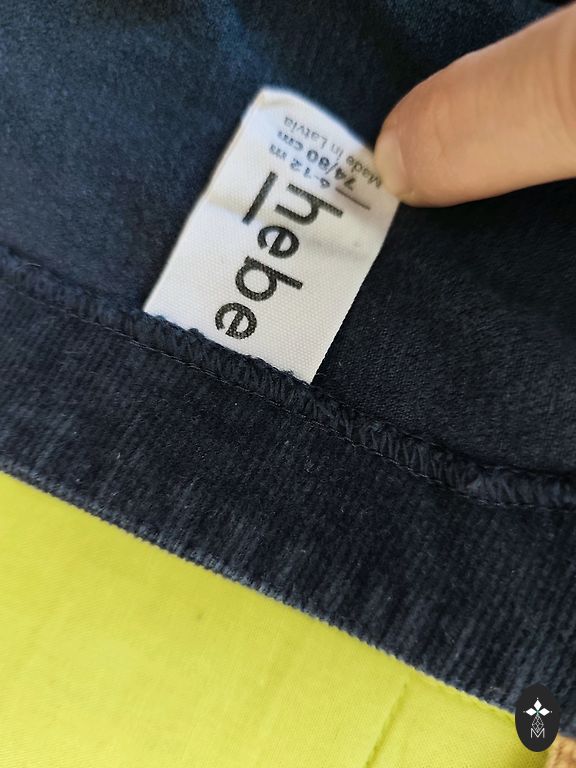 hebe
6-12 m
74/80 cm
Made in Latvia
M